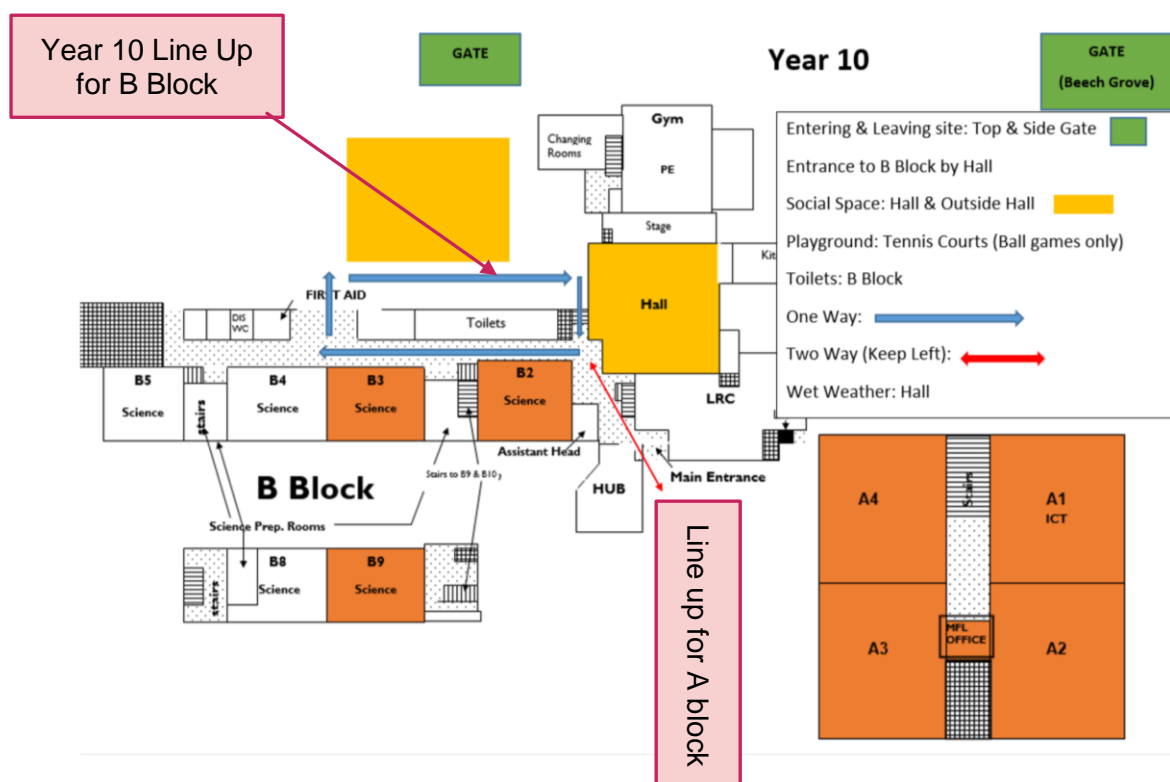 Year 10 Line Up
for B Block
GATE
Year 10
GATE
(Beech Grove)
Entering & Leaving site: Top & Side Gate
Entrance to B Block by Hall
Social Space: Hall & Outside Hall
Playground: Tennis Courts (Ball games only)
Toilets: B Block
One Way:
Two Way (Keep Left):
Wet Weather: Hall
Gym
PE
Changing
Rooms
Stage
Kit
Hall
FIRST AID
DIS
WC
Toilets
B5
Science
stairs
B4
Science
B3
Science
B2
Science
LRC
Assistant Head
Main Entrance
HUB
Stairs to B9 & B10
B Block
Science Prep. Rooms
stairs
B8
Science
B9
Science
Line up for A block
A4
Stairs
A1
ICT
A3
MFL
OFFICE
A2